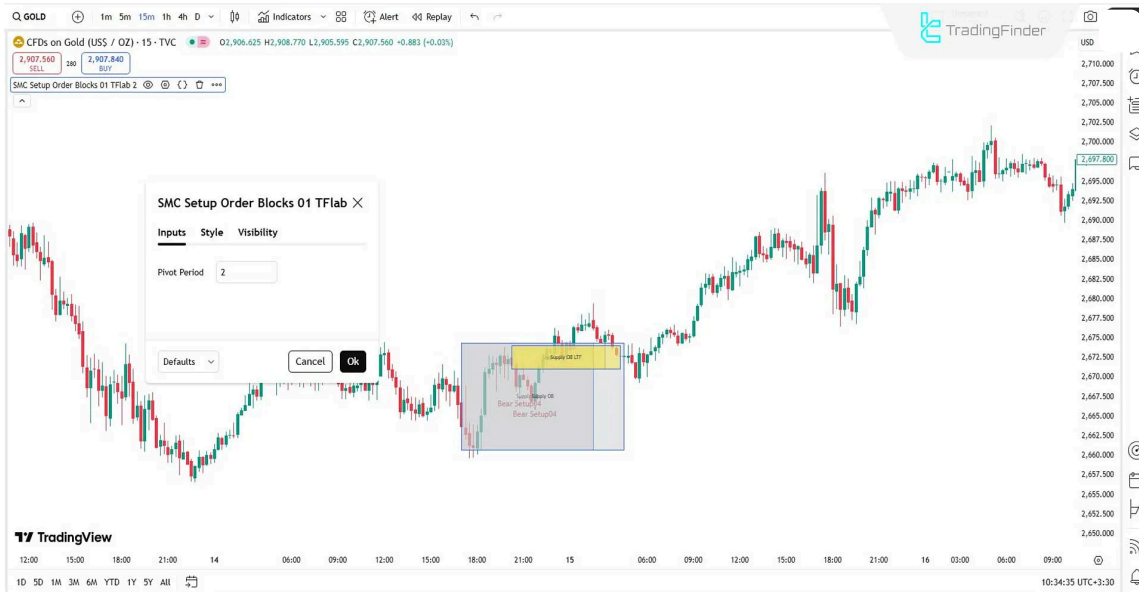 GOLD 1m 5m 15m 1h 4h D Indicators Alert Replay
TradingFinder
CFDs on Gold (US$ / OZ) · 15 · TVC O2,906.625 H2,908.770 L2,905.595 C2,907.560 +0.883 (+0.03%)
USD
2,907.560 SELL
280
2,907.840 BUY
SMC Setup Order Blocks 01 TFlab 2
2,710.000
2,707.500
2,705.000
2,702.500
2,700.000
2,697.800
2,695.000
2,692.500
2,690.000
2,687.500
2,685.000
2,682.500
2,680.000
2,677.500
2,675.000
2,672.500
2,670.000
2,667.500
2,665.000
2,662.500
2,660.000
2,657.500
2,655.000
2,652.500
2,650.000
SMC Setup Order Blocks 01 TFlab
Inputs Style Visibility
Pivot Period 2
Defaults Cancel Ok
Supply OB LTF
Supply OB
Bear Setup04
Bear Setup04
TradingView
12:00 15:00 18:00 21:00 14 06:00 09:00 12:00 15:00 18:00 21:00 15 06:00 09:00 12:00 15:00 18:00 21:00 16 03:00 06:00 09:00
1D 5D 1M 3M 6M YTD 1Y 5Y All
10:34:35 UTC+3:30